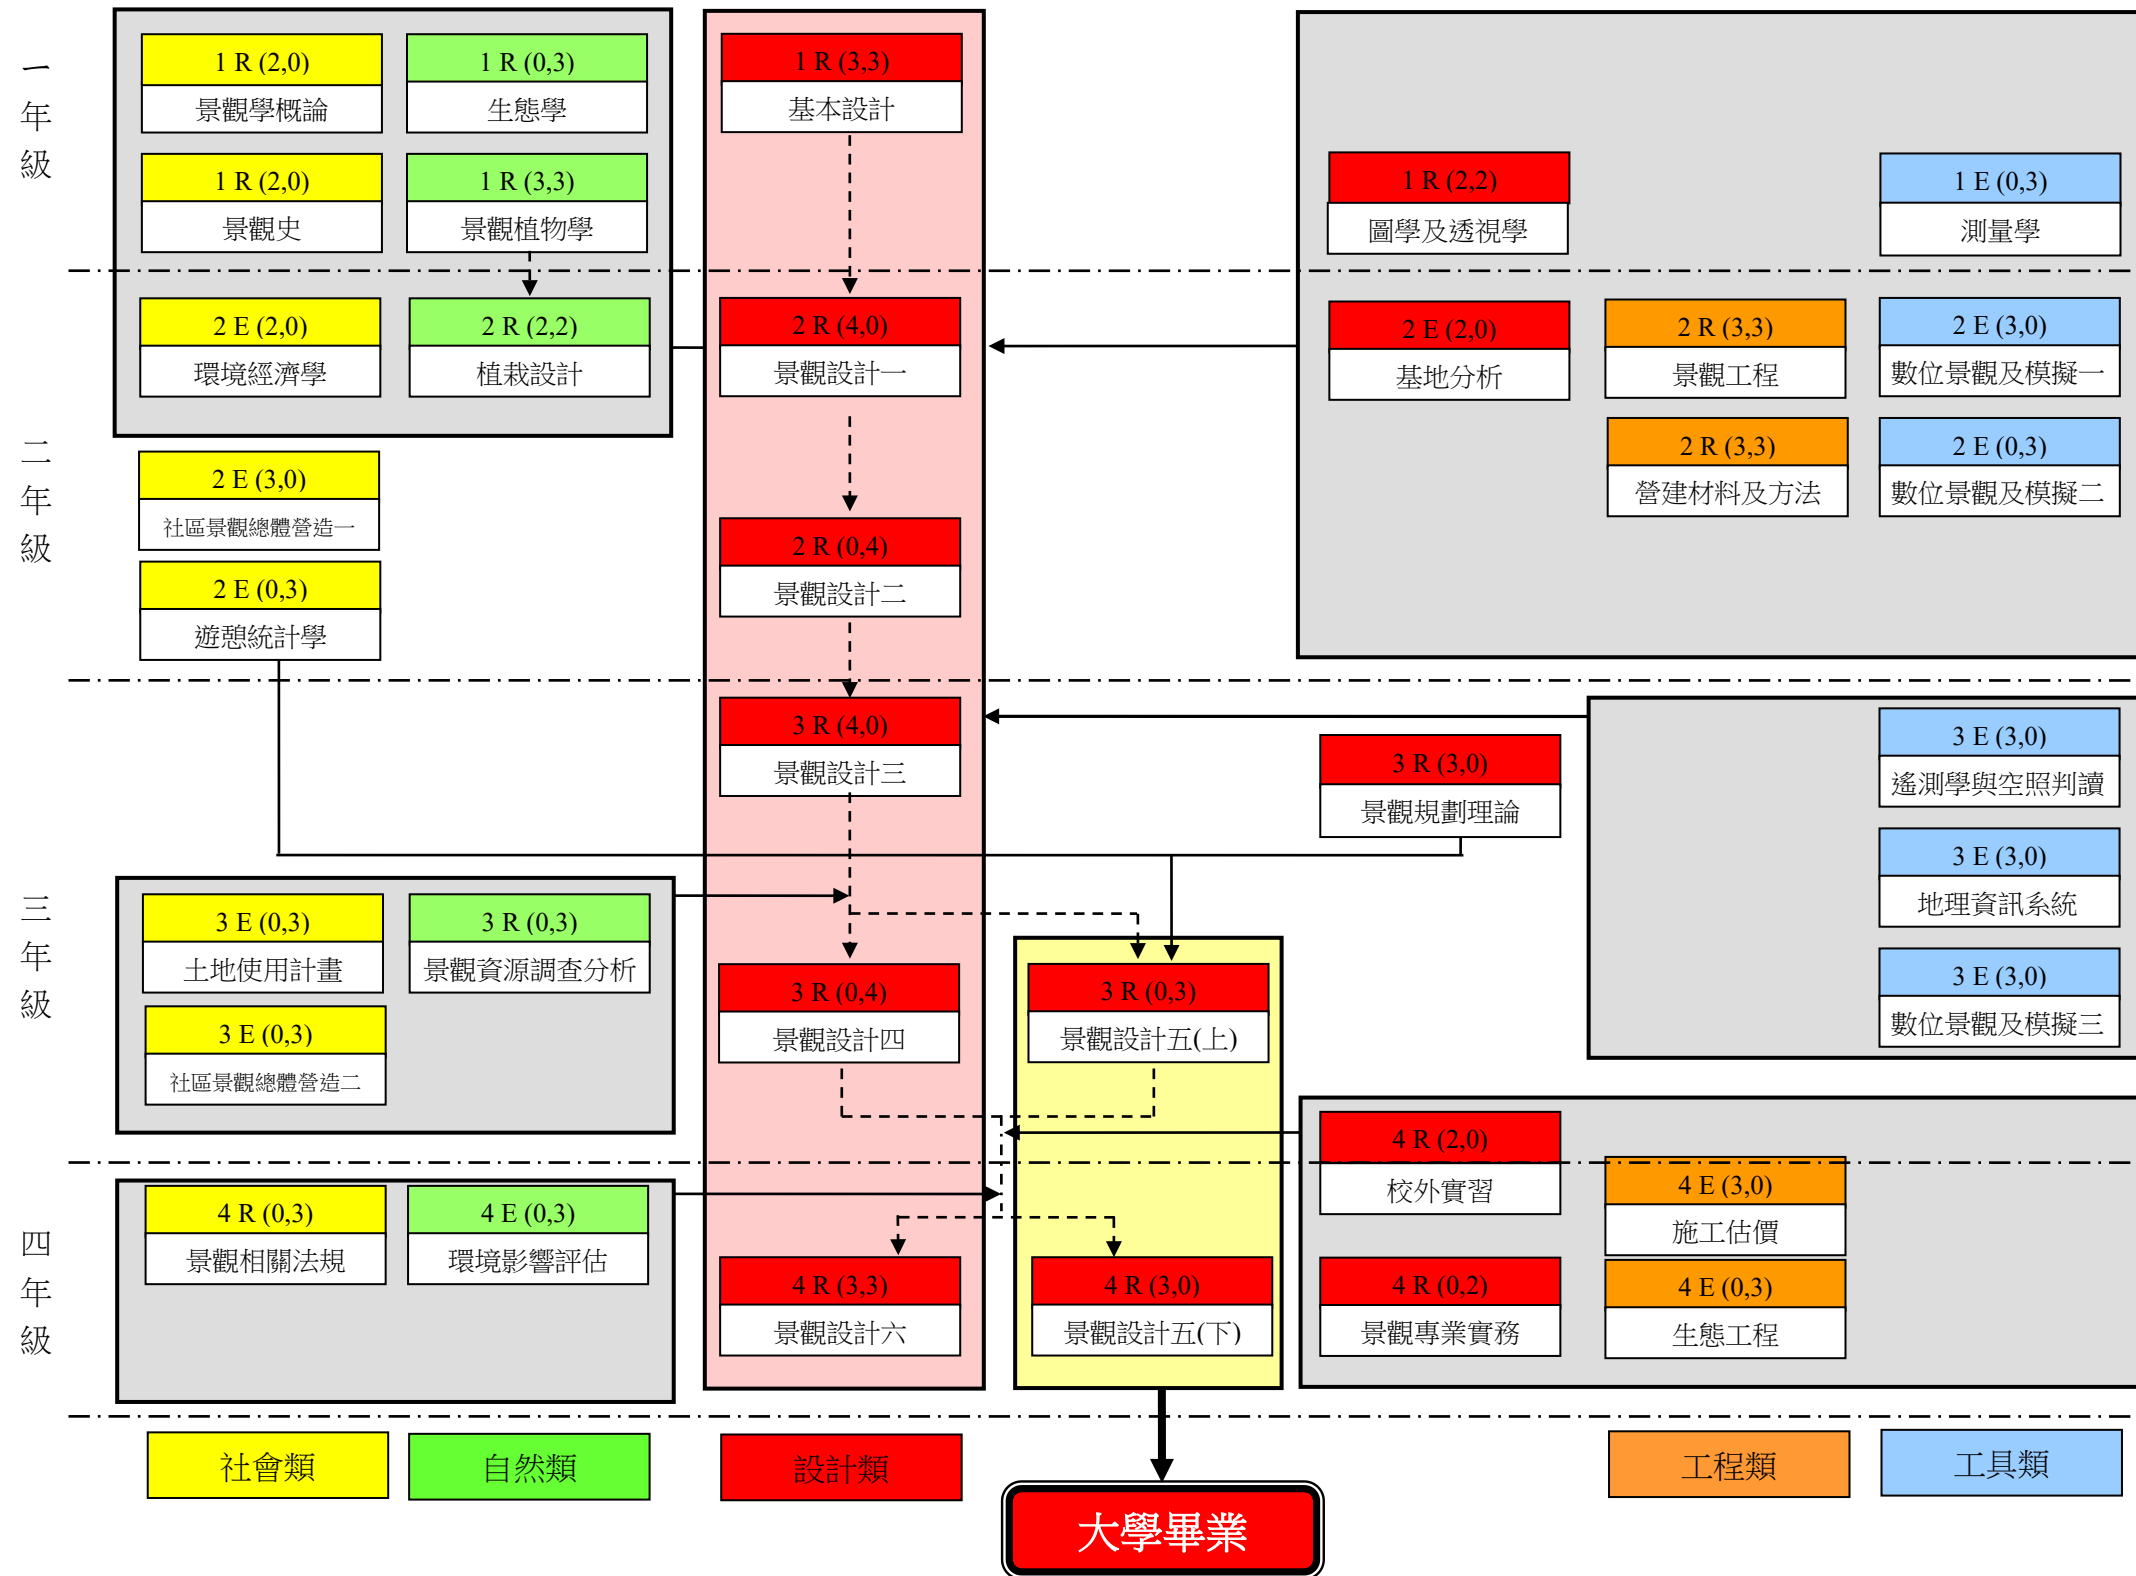 一年級
1 R (2,0)
景觀學概論
1 R (0,3)
生態學
1 R (3,3)
基本設計
1 R (2,0)
景觀史
1 R (3,3)
景觀植物學
1 R (2,2)
圖學及透視學
1 E (0,3)
測量學
二年級
2 E (2,0)
環境經濟學
2 R (2,2)
植栽設計
2 R (4,0)
景觀設計一
2 E (2,0)
基地分析
2 R (3,3)
景觀工程
2 E (3,0)
數位景觀及模擬一
2 E (3,0)
社區景觀總體營造一
2 R (3,3)
營建材料及方法
2 E (0,3)
數位景觀及模擬二
2 E (0,3)
遊憩統計學
2 R (0,4)
景觀設計二
三年級
3 R (4,0)
景觀設計三
3 R (3,0)
景觀規劃理論
3 E (3,0)
遙測學與空照判讀
3 E (3,0)
地理資訊系統
3 E (0,3)
土地使用計畫
3 R (0,3)
景觀資源調查分析
3 R (0,4)
景觀設計四
3 R (0,3)
景觀設計五(上)
3 E (3,0)
數位景觀及模擬三
3 E (0,3)
社區景觀總體營造二
四年級
4 R (2,0)
校外實習
4 E (3,0)
施工估價
4 R (0,3)
景觀相關法規
4 E (0,3)
環境影響評估
4 R (3,3)
景觀設計六
4 R (3,0)
景觀設計五(下)
4 R (0,2)
景觀專業實務
4 E (0,3)
生態工程
社會類
自然類
設計類
工程類
工具類
大學畢業